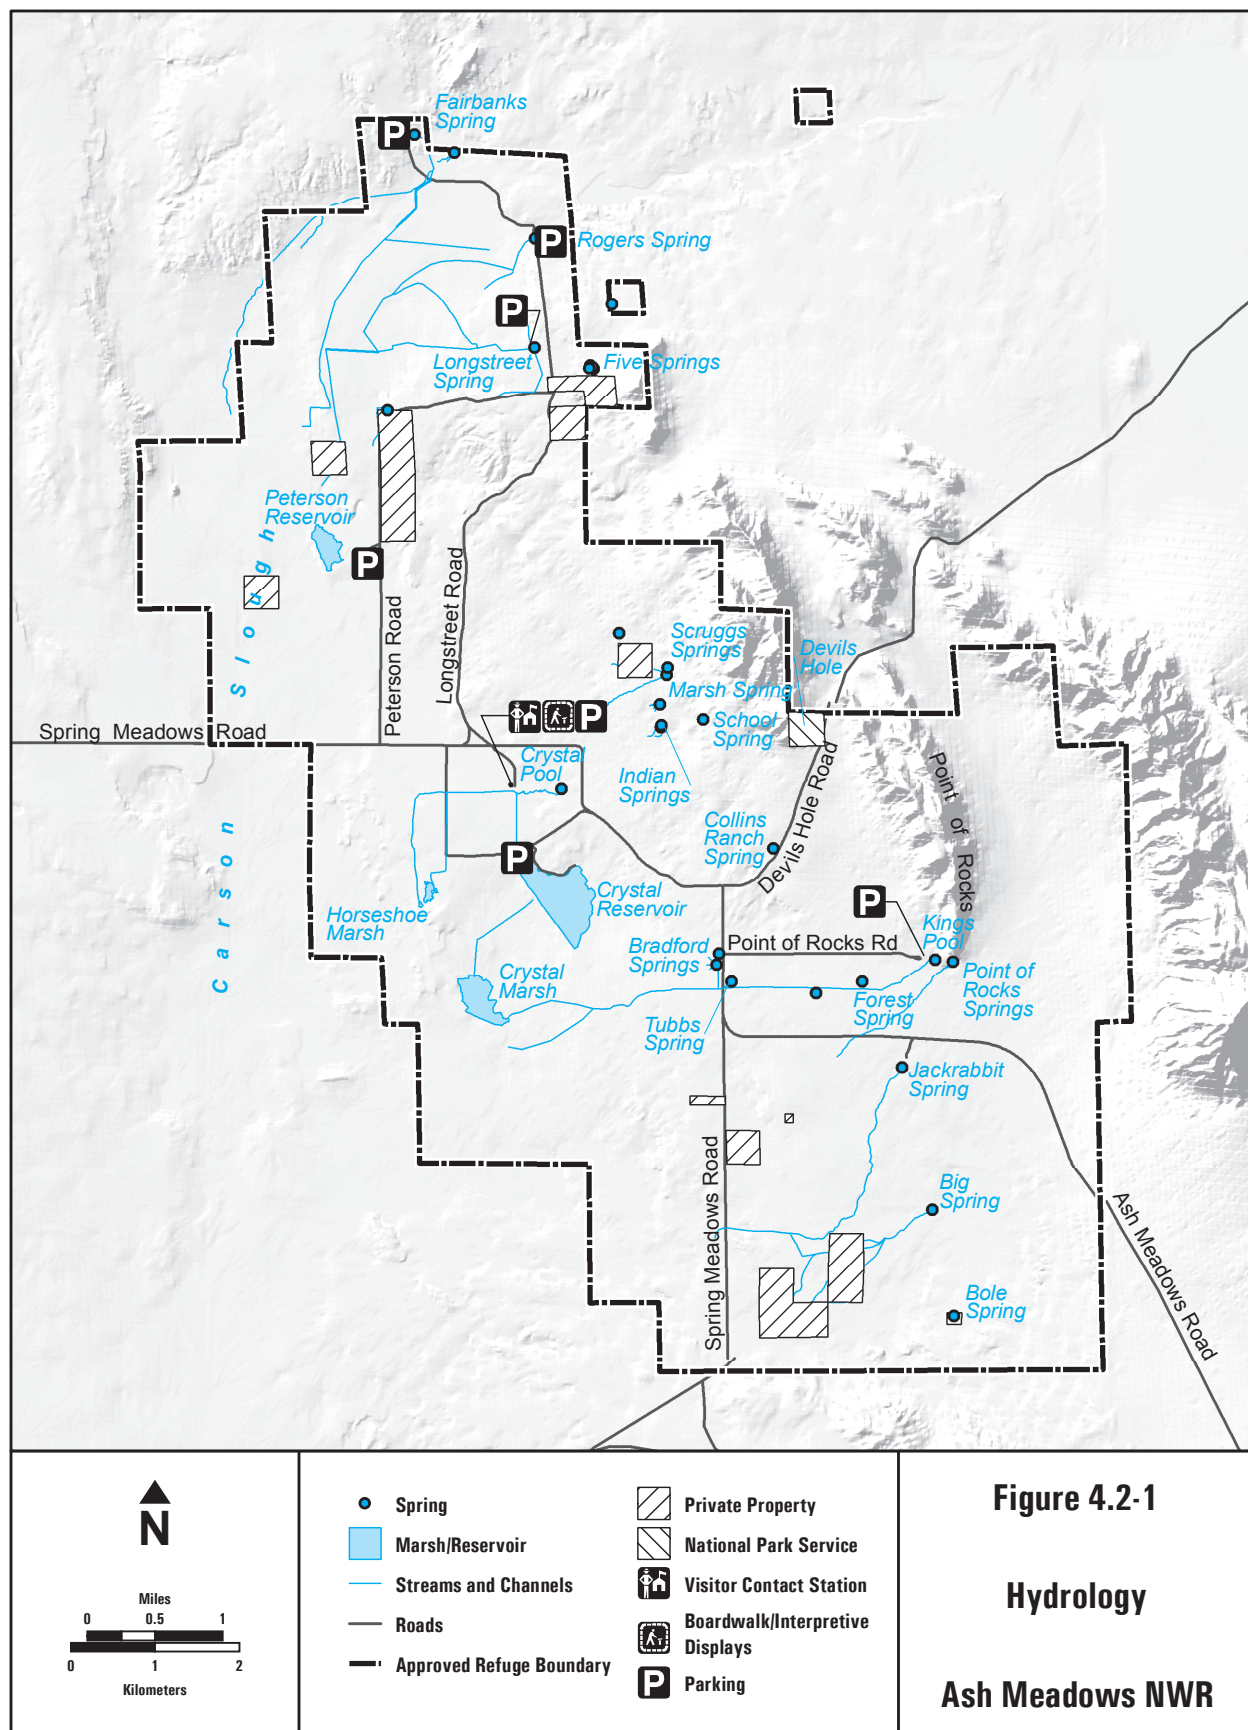 Fairbanks
Spring
P
Rogers Spring
P
P
Longstreet
Spring
Five Springs
Peterson
Reservoir
P
Carson Slough
Peterson Road
Longstreet Road
Scruggs
Springs
Devils
Hole
Marsh Spring
School
Spring
P
Spring Meadows Road
Crystal
Pool
Indian
Springs
Point of Rocks
Collins
Ranch
Spring
Devils Hole Road
P
Crystal
Reservoir
P
Horseshoe
Marsh
Kings
Pool
Bradford
Springs
Point of Rocks Rd
Crystal
Marsh
Point of
Rocks
Springs
Forest
Spring
Tubbs
Spring
Jackrabbit
Spring
Spring Meadows Road
Big
Spring
Ash Meadows Road
Bole
Spring
N
Miles
0 0.5 1
0 1 2
Kilometers
Spring
Marsh/Reservoir
Streams and Channels
Roads
Approved Refuge Boundary
Private Property
National Park Service
Visitor Contact Station
Boardwalk/Interpretive
Displays
P Parking
Figure 4.2-1
Hydrology
Ash Meadows NWR